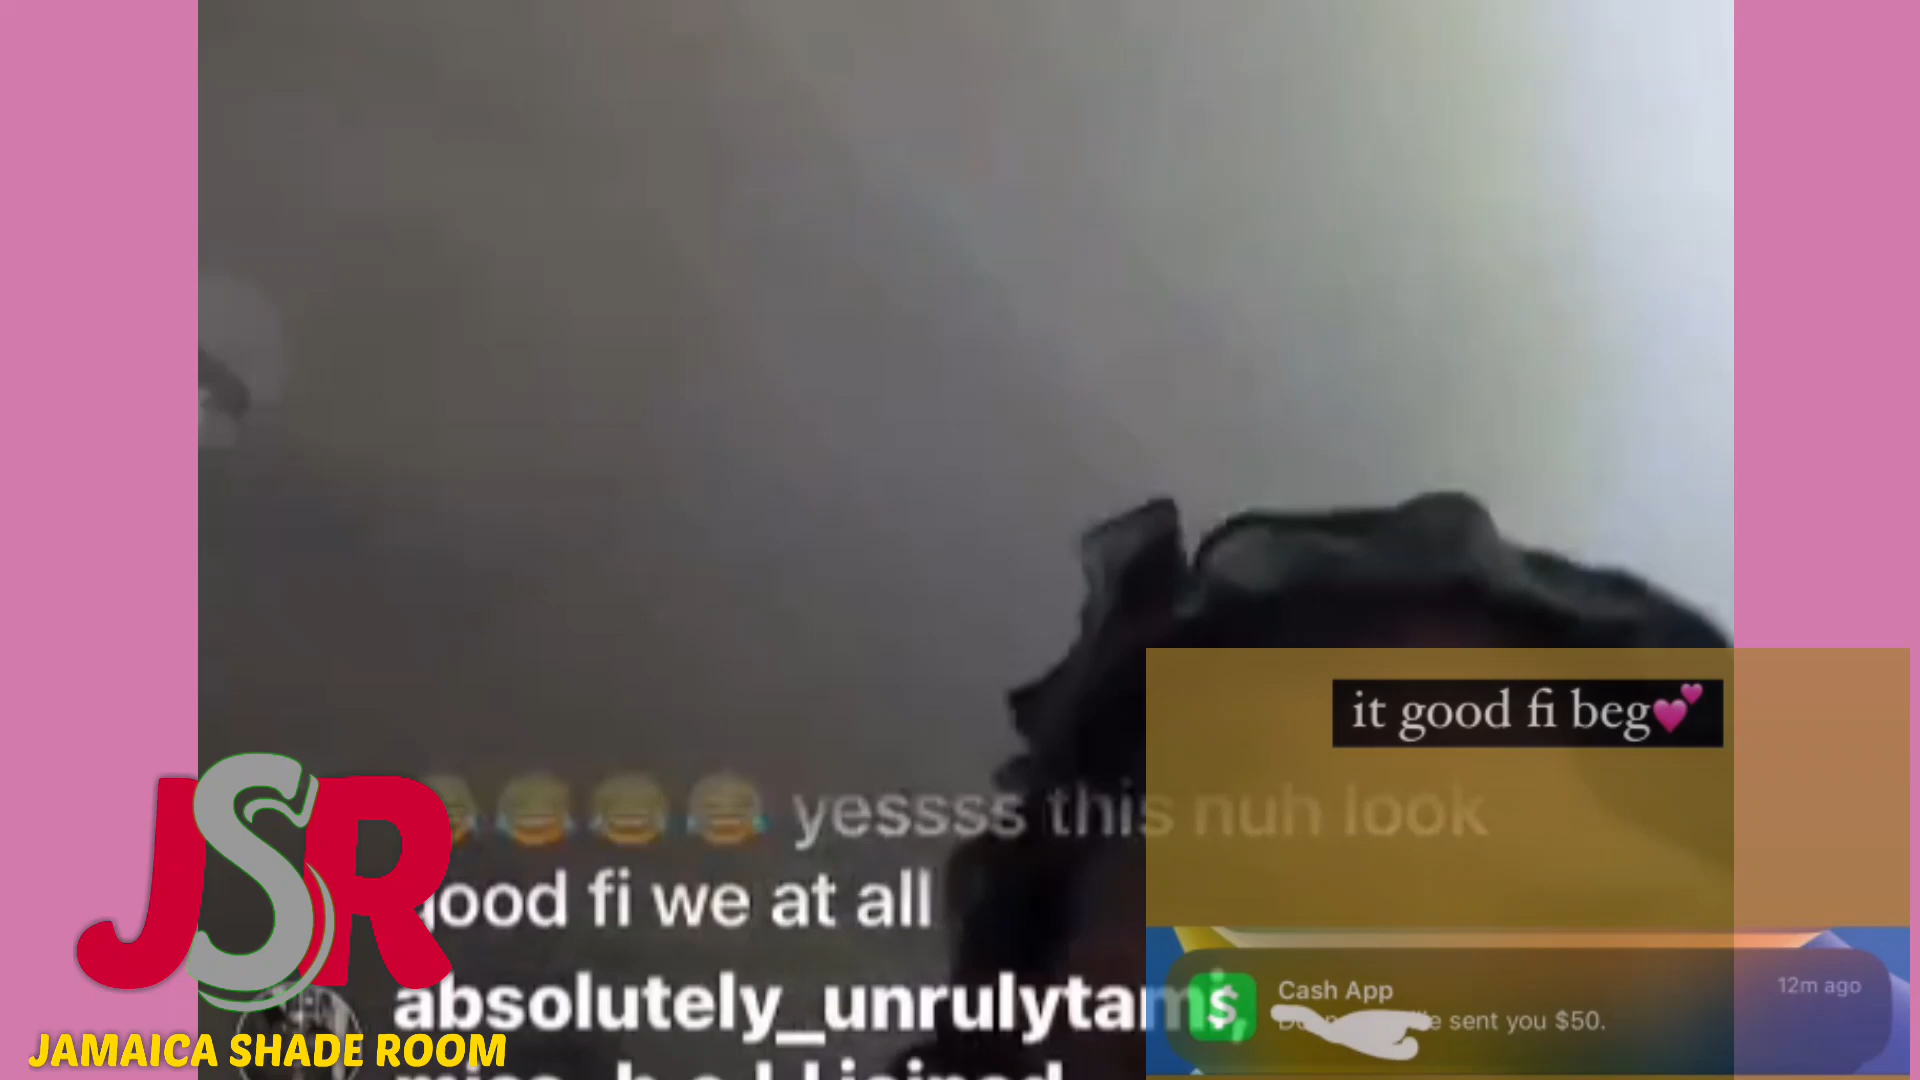 it good fi beg💕
yessss this nuh look
good fi we at all
absolutely_unrulytam
Cash App
12m ago
sent you $50.
joined
JSR
JAMAICA SHADE ROOM